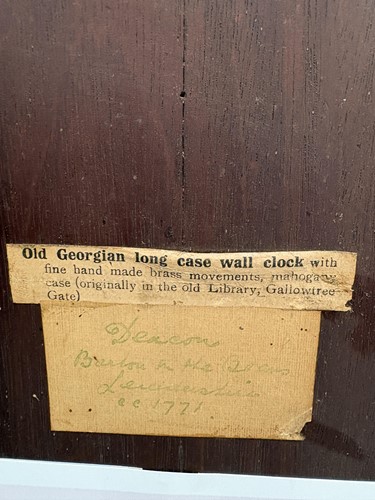 Old Georgian long case wall clock with
fine hand made brass movements, mahogany
case (originally in the old Library, Gallowtree
Gate)
Deacon
Barton in the Beans
Leicestershire
cc 1771